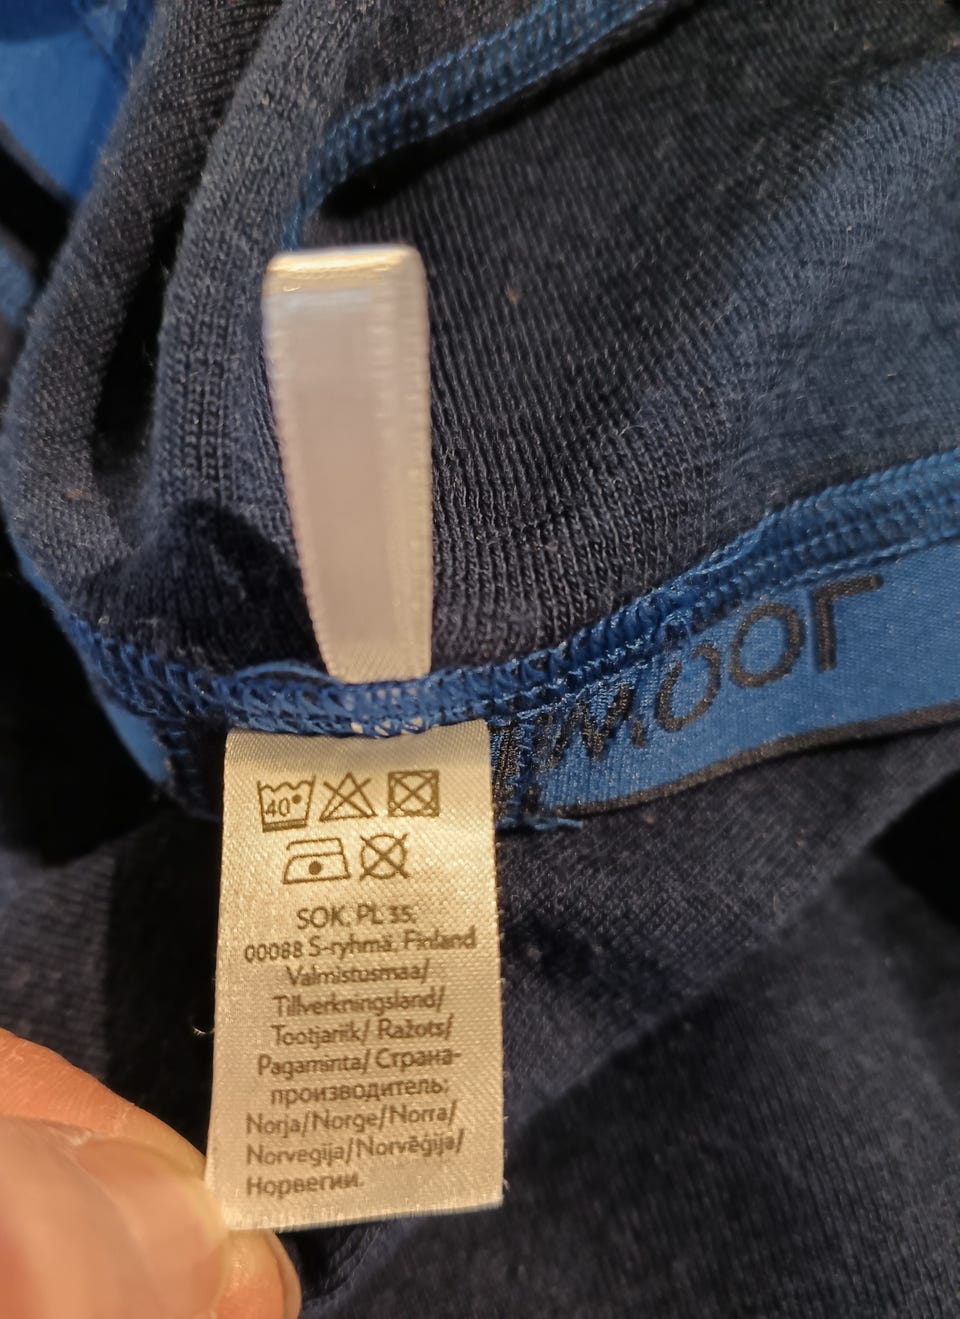 40°
SOK, PL 35,
00088 S-ryhmä, Finland
Valmistusmaa/
Tillverkningsland/
Tootjariik/ Ražots/
Pagaminta/ Страна-
производитель:
Norja/Norge/Norra/
Norvegija/Norvēģija/
Норвегии.